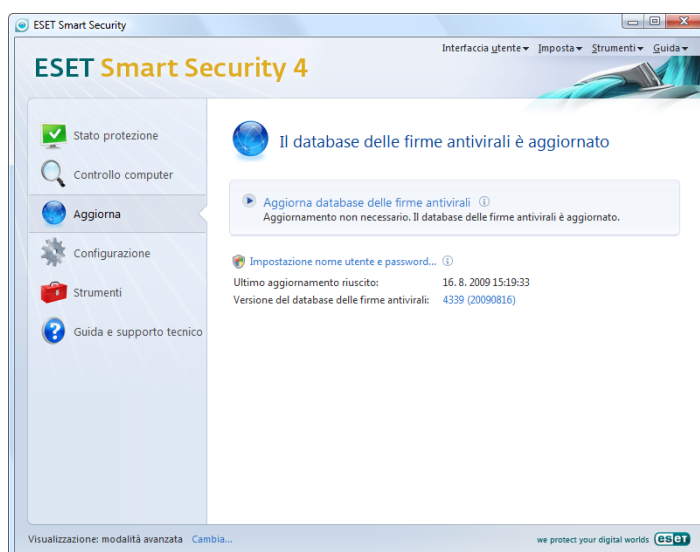 ESET Smart Security
Interfaccia utente Imposta Strumenti Guida
ESET Smart Security 4
Stato protezione
Controllo computer
Aggiorna
Configurazione
Strumenti
Guida e supporto tecnico
Il database delle firme antivirali è aggiornato
Aggiorna database delle firme antivirali
Aggiornamento non necessario. Il database delle firme antivirali è aggiornato.
Impostazione nome utente e password...
Ultimo aggiornamento riuscito: 16. 8. 2009 15:19:33
Versione del database delle firme antivirali: 4339 (20090816)
Visualizzazione: modalità avanzata Cambia...
we protect your digital worlds eset